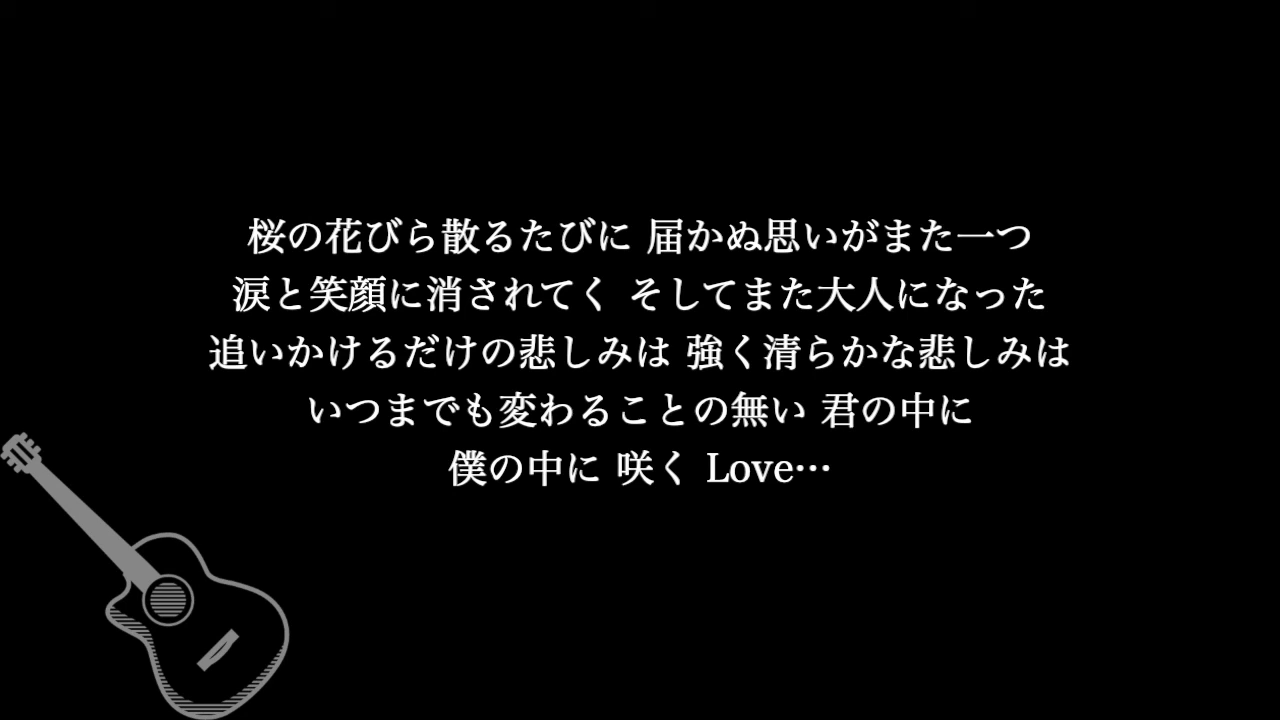 桜の花びら散るたびに 届かぬ思いがまた一つ
涙と笑顔に消されてく そしてまた大人になった
追いかけるだけの悲しみは 強く清らかな悲しみは
いつまでも変わることの無い 君の中に
僕の中に 咲く Love…